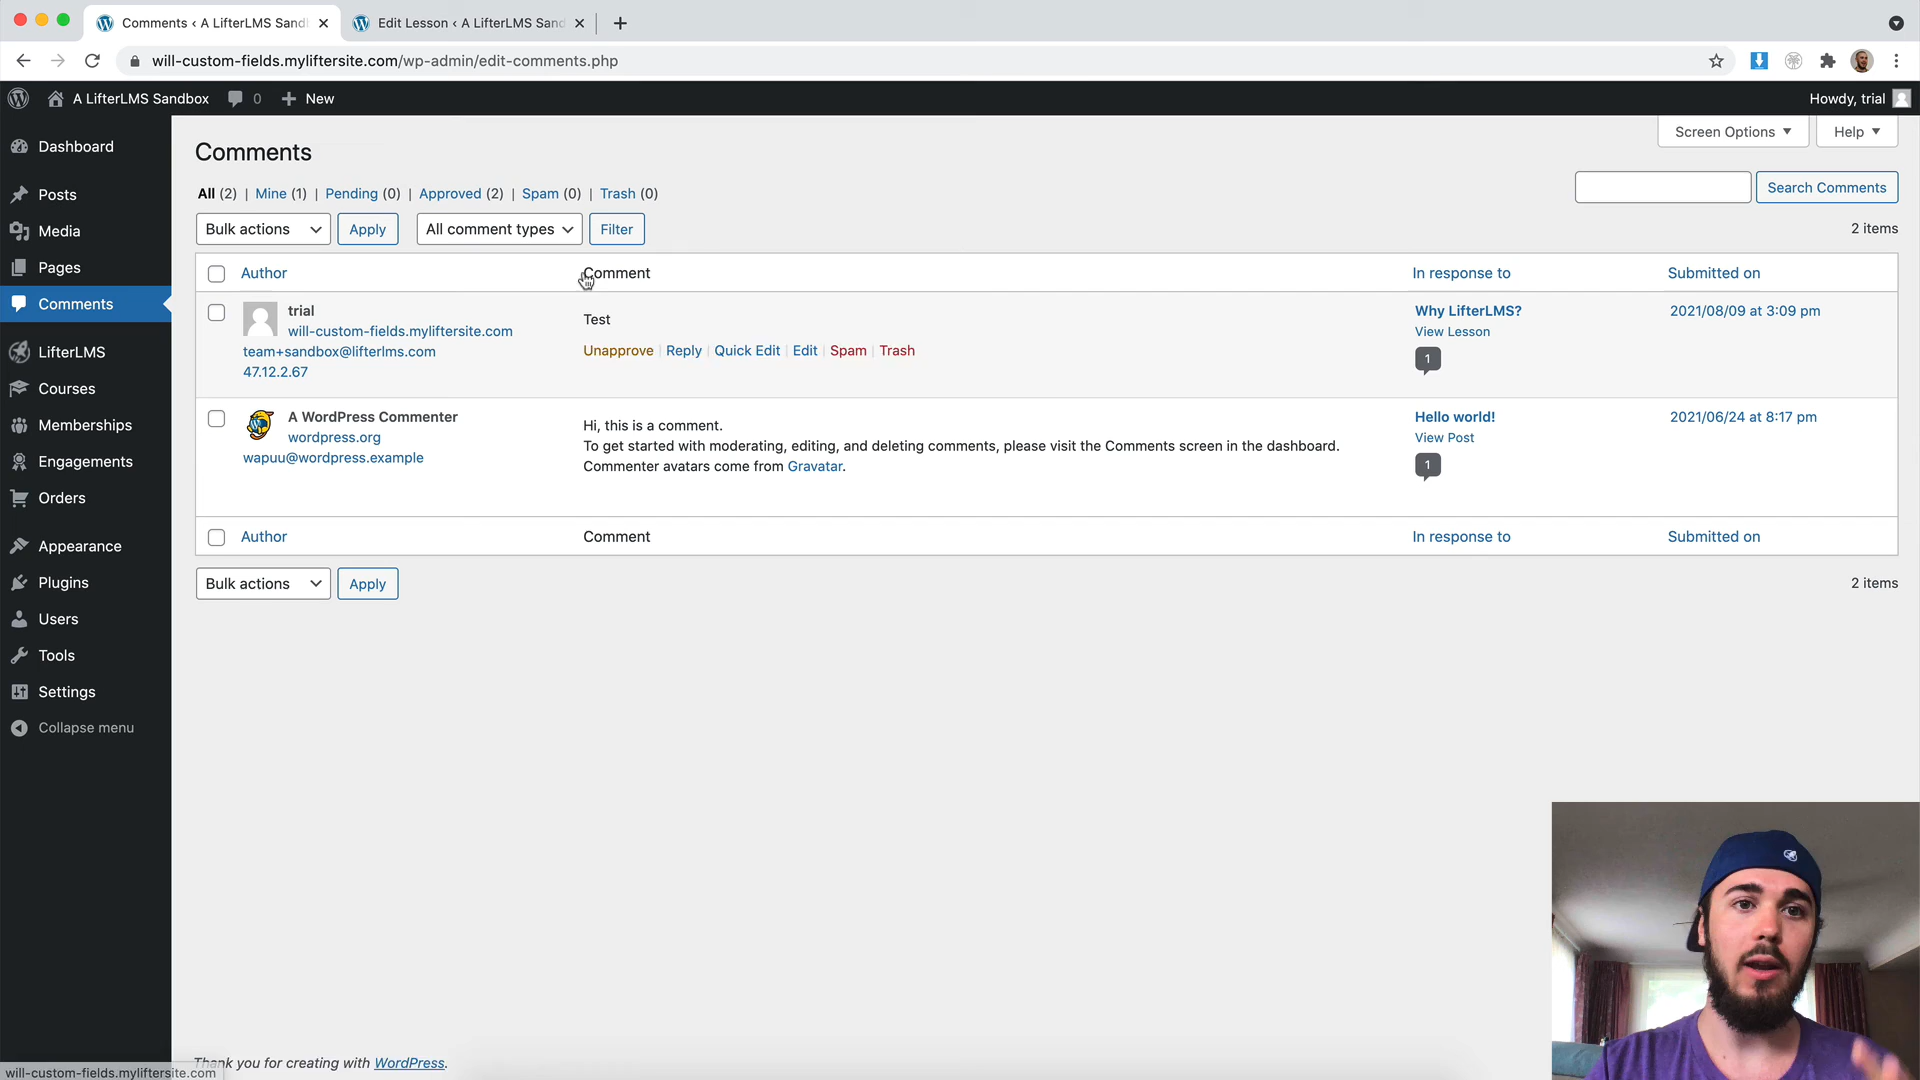 Comments ‹ A LifterLMS Sand
Edit Lesson ‹ A LifterLMS Sand
will-custom-fields.myliftersite.com/wp-admin/edit-comments.php
A LifterLMS Sandbox
0
New
Howdy, trial
Screen Options
Help
Dashboard
Posts
Media
Pages
Comments
LifterLMS
Courses
Memberships
Engagements
Orders
Appearance
Plugins
Users
Tools
Settings
Collapse menu
Comments
All (2) | Mine (1) | Pending (0) | Approved (2) | Spam (0) | Trash (0)
Search Comments
Bulk actions Apply All comment types Filter
2 items
Author Comment In response to Submitted on
trial
will-custom-fields.myliftersite.com
team+sandbox@lifterlms.com
47.12.2.67
Test
Unapprove | Reply | Quick Edit | Edit | Spam | Trash
Why LifterLMS?
View Lesson
1
2021/08/09 at 3:09 pm
A WordPress Commenter
wordpress.org
wapuu@wordpress.example
Hi, this is a comment.
To get started with moderating, editing, and deleting comments, please visit the Comments screen in the dashboard.
Commenter avatars come from Gravatar.
Hello world!
View Post
1
2021/06/24 at 8:17 pm
Author Comment In response to Submitted on
Bulk actions Apply
2 items
Thank you for creating with WordPress.
will-custom-fields.myliftersite.com